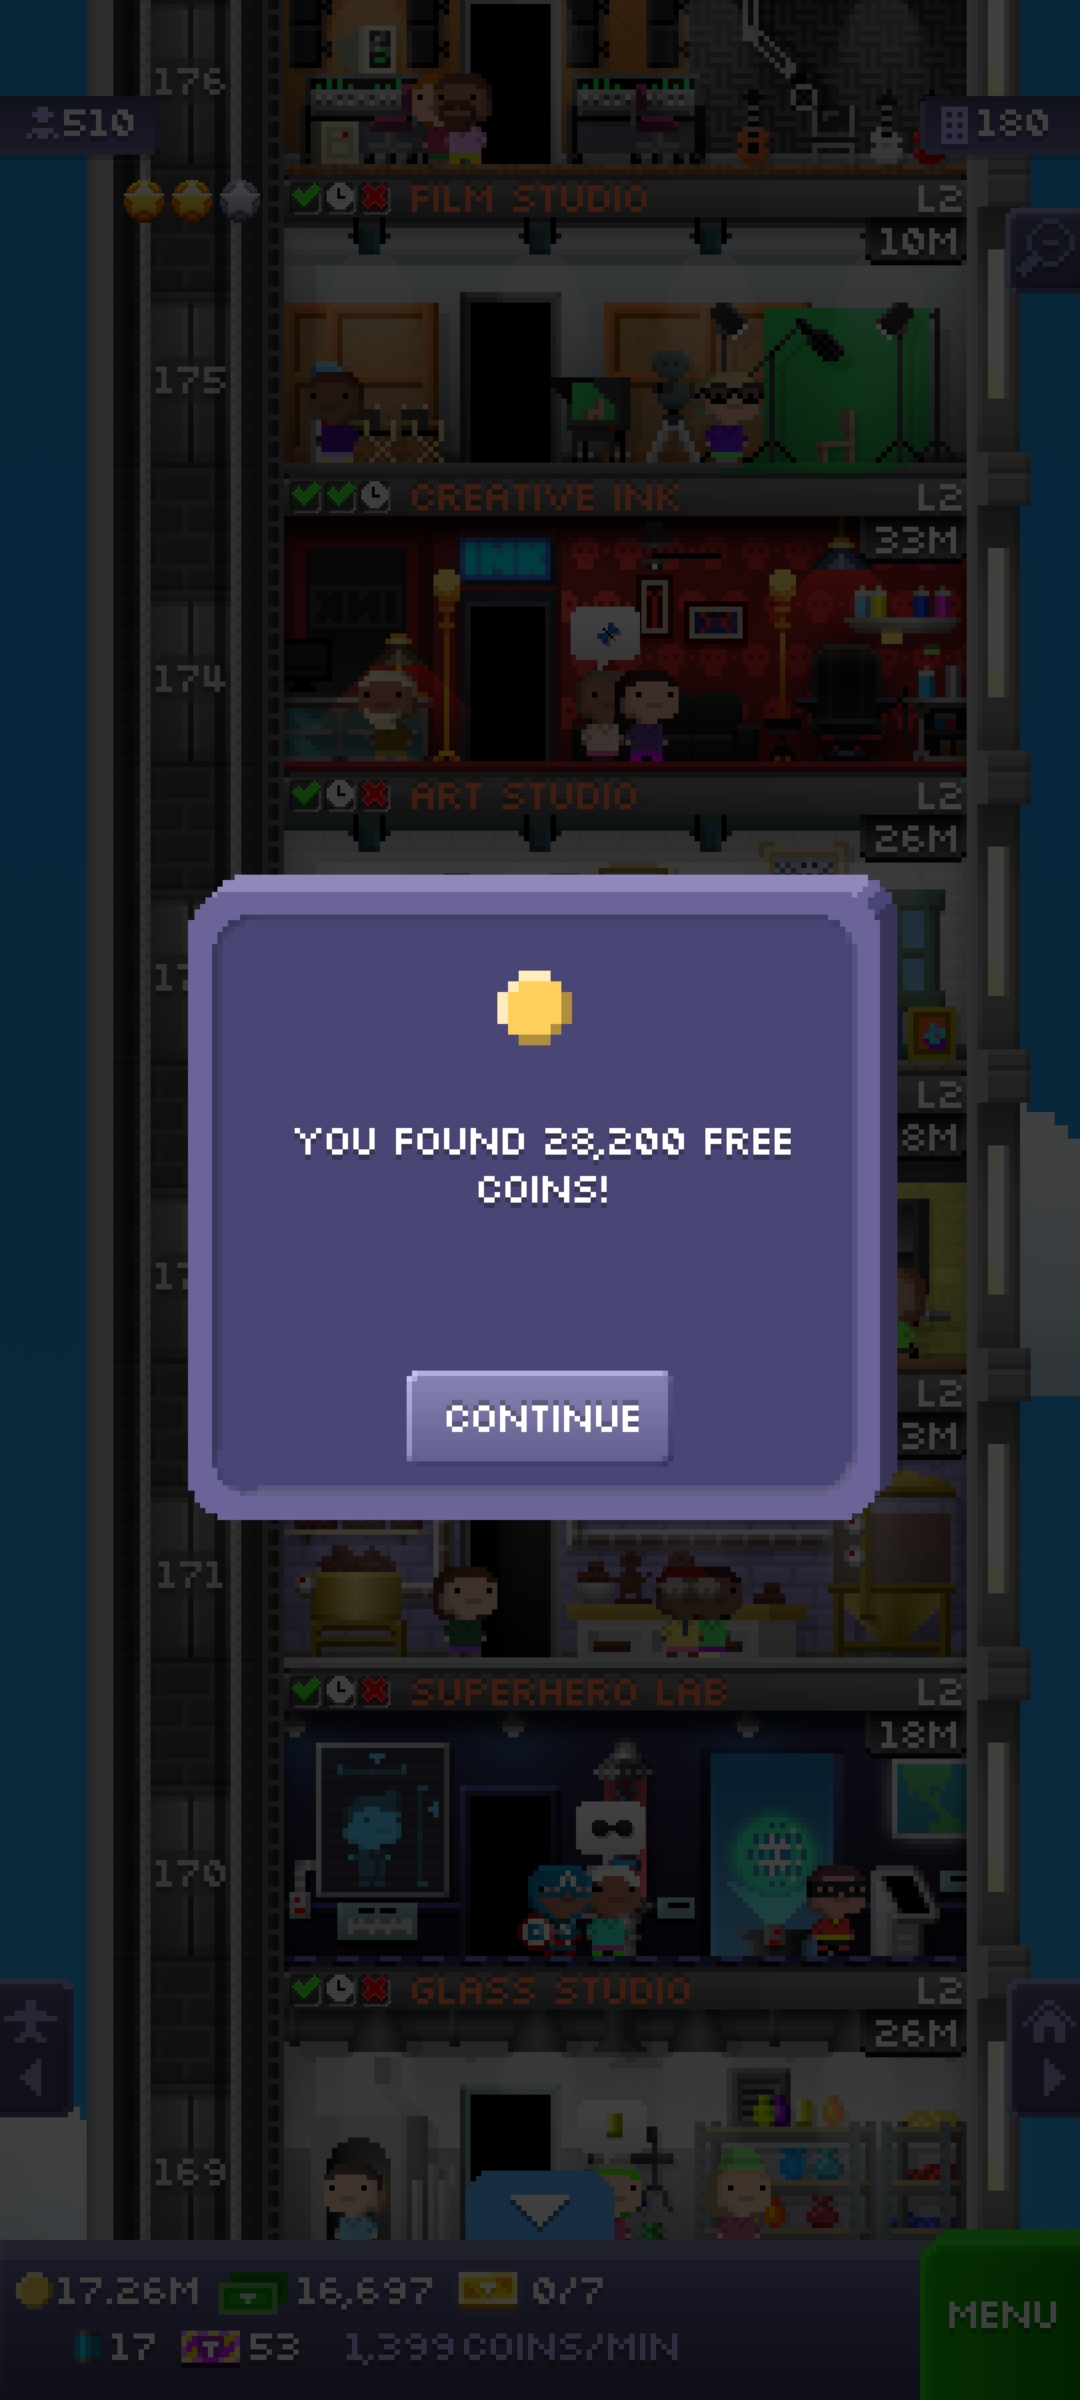 176
510
180
FILM STUDIO L2
10M
175
CREATIVE INK L2
33M
INK
174
ART STUDIO L2
26M
L2
8M
YOU FOUND 28,200 FREE
COINS!
L2
3M
CONTINUE
171
SUPERHERO LAB L2
18M
170
GLASS STUDIO L2
26M
169
17.26M 16,697 0/7
MENU
17 53 1,399 COINS/MIN